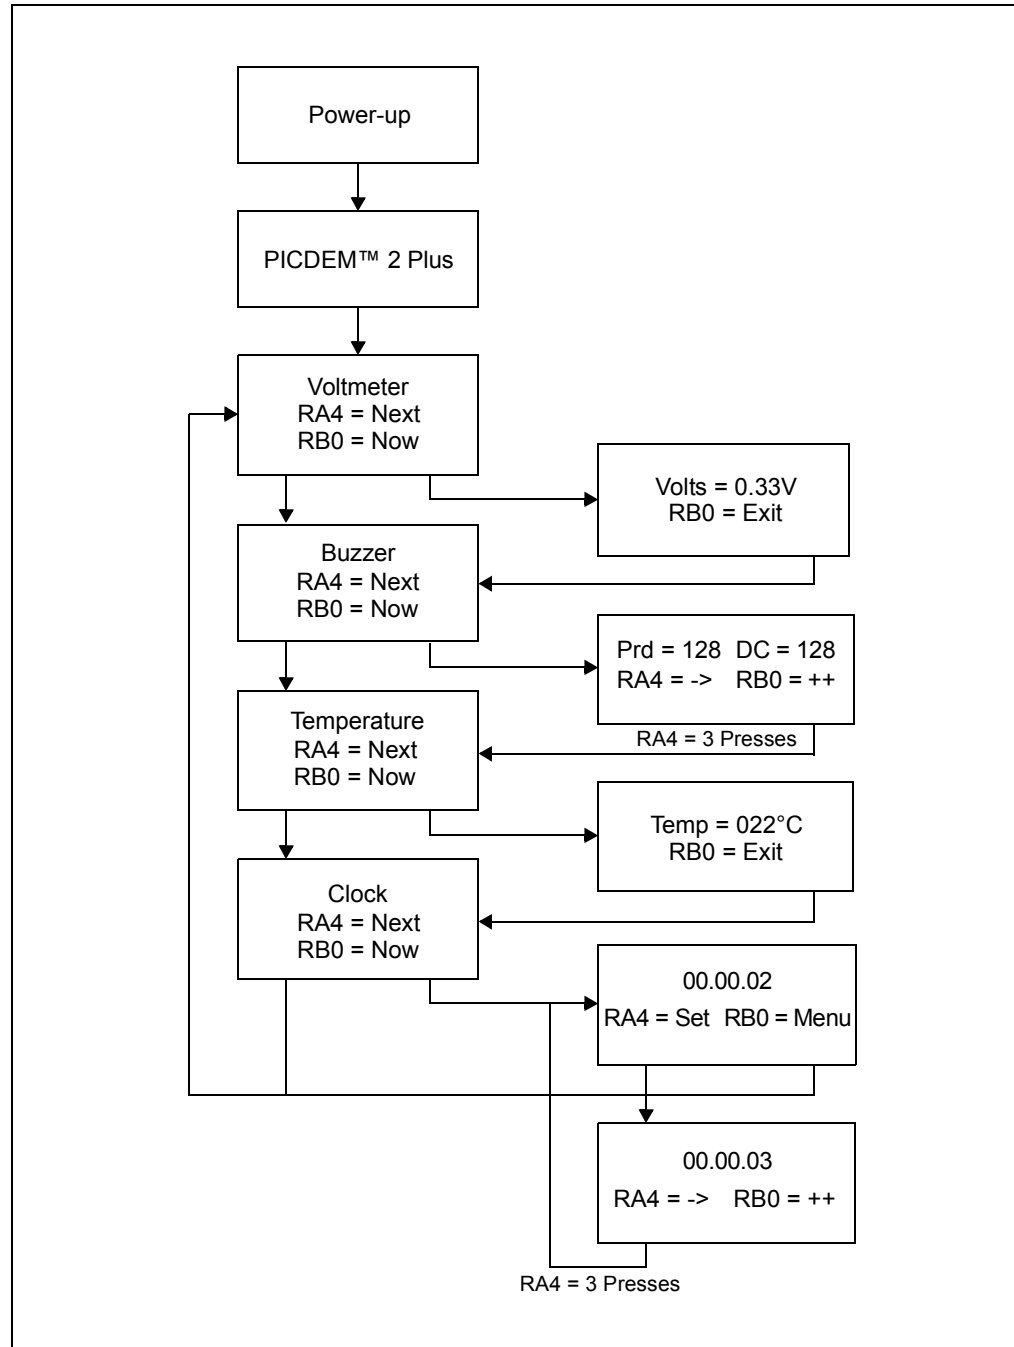 Power-up
PICDEM™ 2 Plus
Voltmeter
RA4 = Next
RB0 = Now
Volts = 0.33V
RB0 = Exit
Buzzer
RA4 = Next
RB0 = Now
Prd = 128 DC = 128
RA4 = -> RB0 = ++
RA4 = 3 Presses
Temperature
RA4 = Next
RB0 = Now
Temp = 022°C
RB0 = Exit
Clock
RA4 = Next
RB0 = Now
00.00.02
RA4 = Set RB0 = Menu
00.00.03
RA4 = -> RB0 = ++
RA4 = 3 Presses